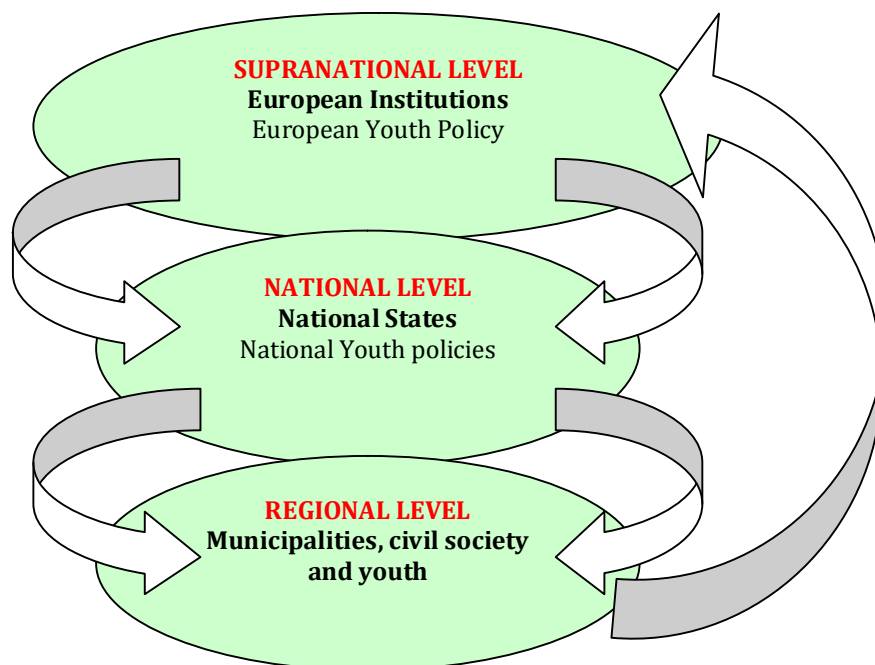 SUPRANATIONAL LEVEL
European Institutions
European Youth Policy
NATIONAL LEVEL
National States
National Youth policies
REGIONAL LEVEL
Municipalities, civil society
and youth